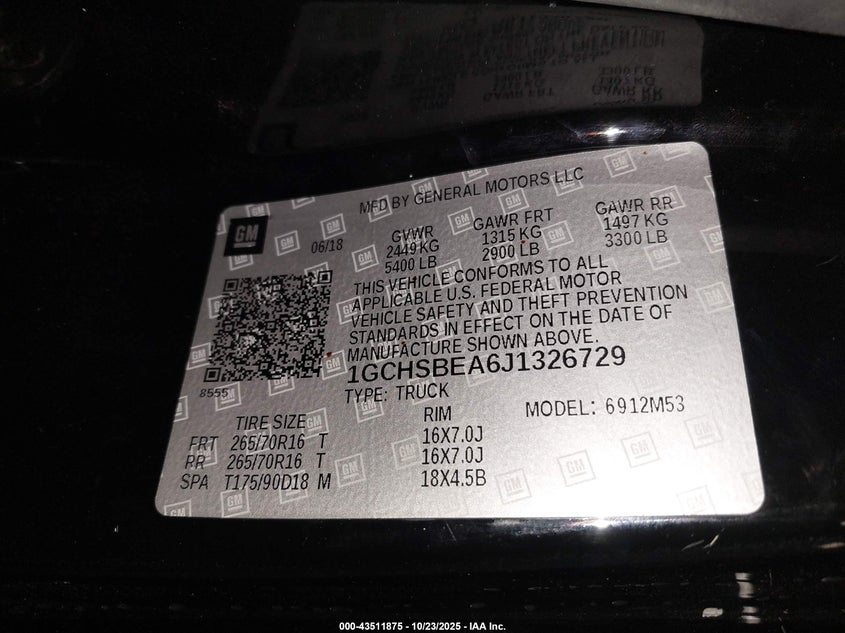 MFD BY GENERAL MOTORS LLC
GM
06/18
GVWR
2449 KG
5400 LB
GAWR FRT
1315 KG
2900 LB
GAWR RR
1497 KG
3300 LB
THIS VEHICLE CONFORMS TO ALL
APPLICABLE U.S. FEDERAL MOTOR
VEHICLE SAFETY AND THEFT PREVENTION
STANDARDS IN EFFECT ON THE DATE OF
MANUFACTURE SHOWN ABOVE.
1GCHSBEA6J1326729
8555
TYPE: TRUCK
MODEL: 6912M53
TIRE SIZE RIM
FRT 265/70R16 T 16X7.0J
RR 265/70R16 T 16X7.0J
SPA T175/90D18 M 18X4.5B
000-43511875 - 10/23/2025 - IAA Inc.